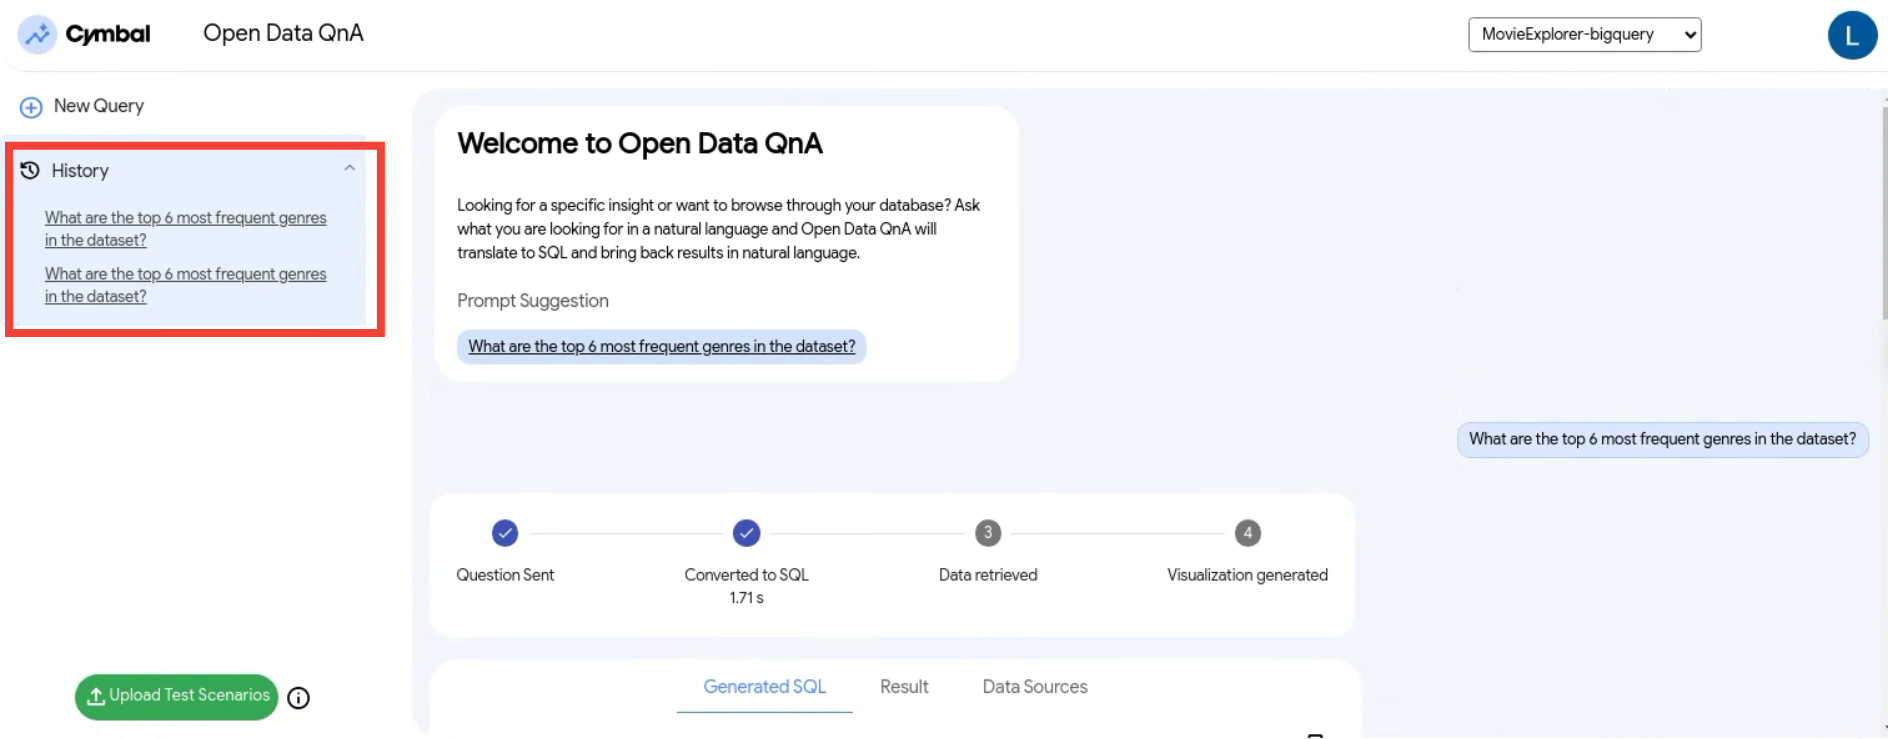 Cymbal
Open Data QnA
MovieExplorer-bigquery
L
New Query
History
What are the top 6 most frequent genres
in the dataset?
What are the top 6 most frequent genres
in the dataset?
Upload Test Scenarios
Welcome to Open Data QnA
Looking for a specific insight or want to browse through your database? Ask
what you are looking for in a natural language and Open Data QnA will
translate to SQL and bring back results in natural language.
Prompt Suggestion
What are the top 6 most frequent genres in the dataset?
What are the top 6 most frequent genres in the dataset?
3
4
Question Sent
Converted to SQL
Data retrieved
Visualization generated
1.71 s
Generated SQL
Result
Data Sources